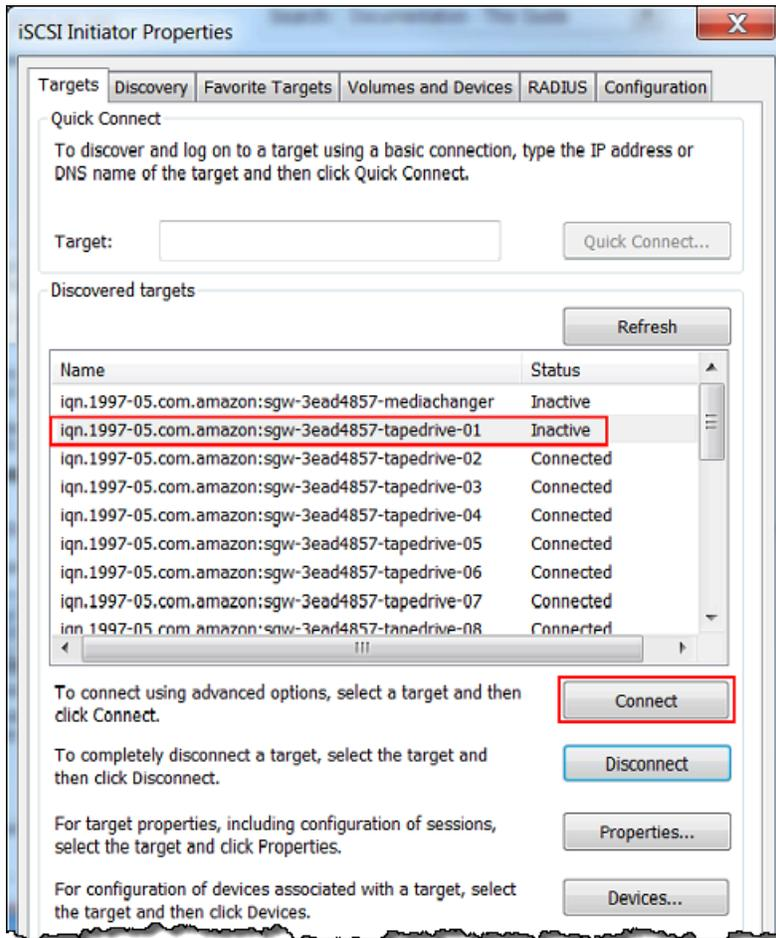 iSCSI Initiator Properties
Targets Discovery Favorite Targets Volumes and Devices RADIUS Configuration
Quick Connect
To discover and log on to a target using a basic connection, type the IP address or
DNS name of the target and then click Quick Connect.
Target:
Quick Connect...
Discovered targets
Refresh
Name Status
iqn.1997-05.com.amazon:sgw-3ead4857-mediachanger Inactive
iqn.1997-05.com.amazon:sgw-3ead4857-tapedrive-01 Inactive
iqn.1997-05.com.amazon:sgw-3ead4857-tapedrive-02 Connected
iqn.1997-05.com.amazon:sgw-3ead4857-tapedrive-03 Connected
iqn.1997-05.com.amazon:sgw-3ead4857-tapedrive-04 Connected
iqn.1997-05.com.amazon:sgw-3ead4857-tapedrive-05 Connected
iqn.1997-05.com.amazon:sgw-3ead4857-tapedrive-06 Connected
iqn.1997-05.com.amazon:sgw-3ead4857-tapedrive-07 Connected
iqn.1997-05.com.amazon:sgw-3ead4857-tapedrive-08 Connected
To connect using advanced options, select a target and then
click Connect.
Connect
To completely disconnect a target, select the target and
then click Disconnect.
Disconnect
For target properties, including configuration of sessions,
select the target and click Properties.
Properties...
For configuration of devices associated with a target, select
the target and then click Devices.
Devices...